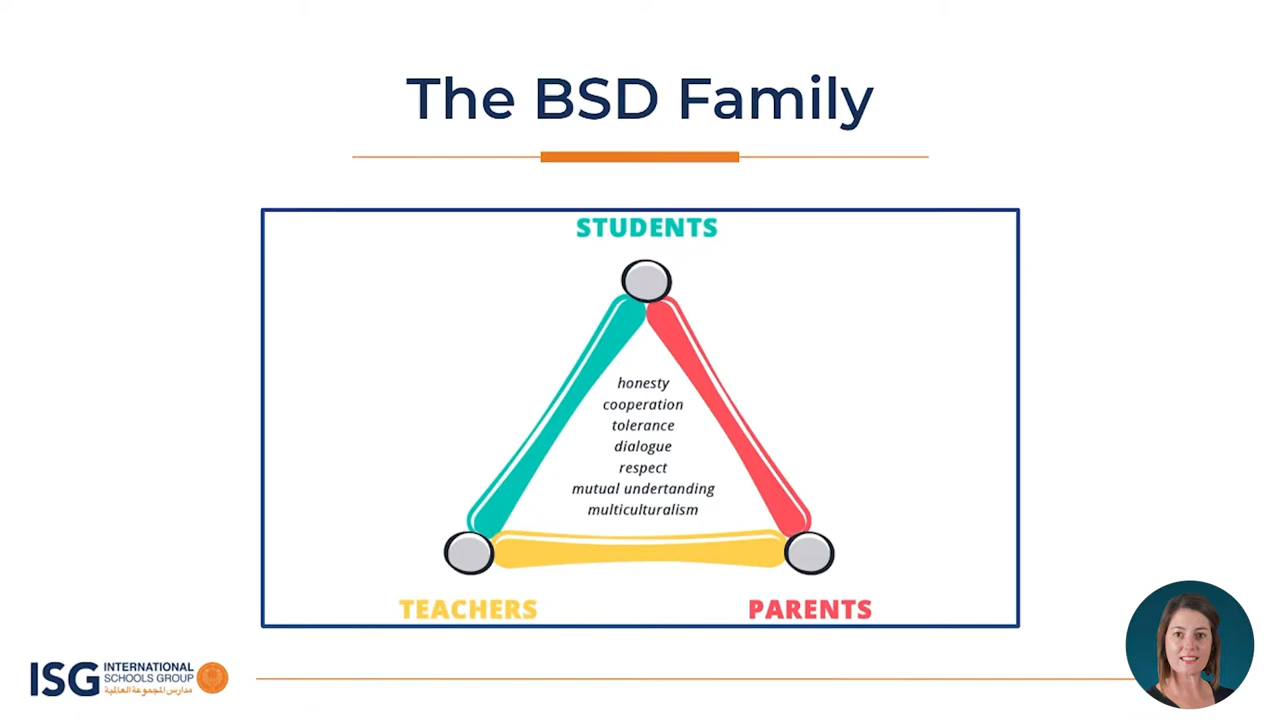 The BSD Family
STUDENTS
honesty
cooperation
tolerance
dialogue
respect
mutual undertanding
multiculturalism
TEACHERS
PARENTS
ISG INTERNATIONAL
SCHOOLS GROUP
مدارس المجموعة العالمية